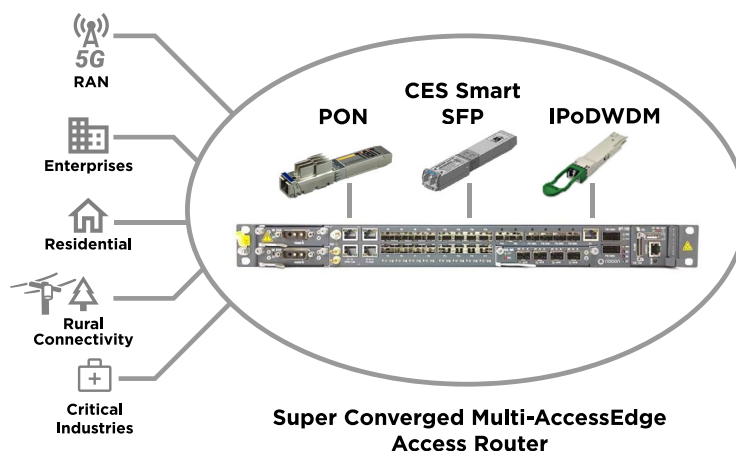 5G
RAN
Enterprises
Residential
Rural
Connectivity
Critical
Industries
PON
CES Smart
SFP
IPoDWDM
ribbon
Super Converged Multi-AccessEdge
Access Router